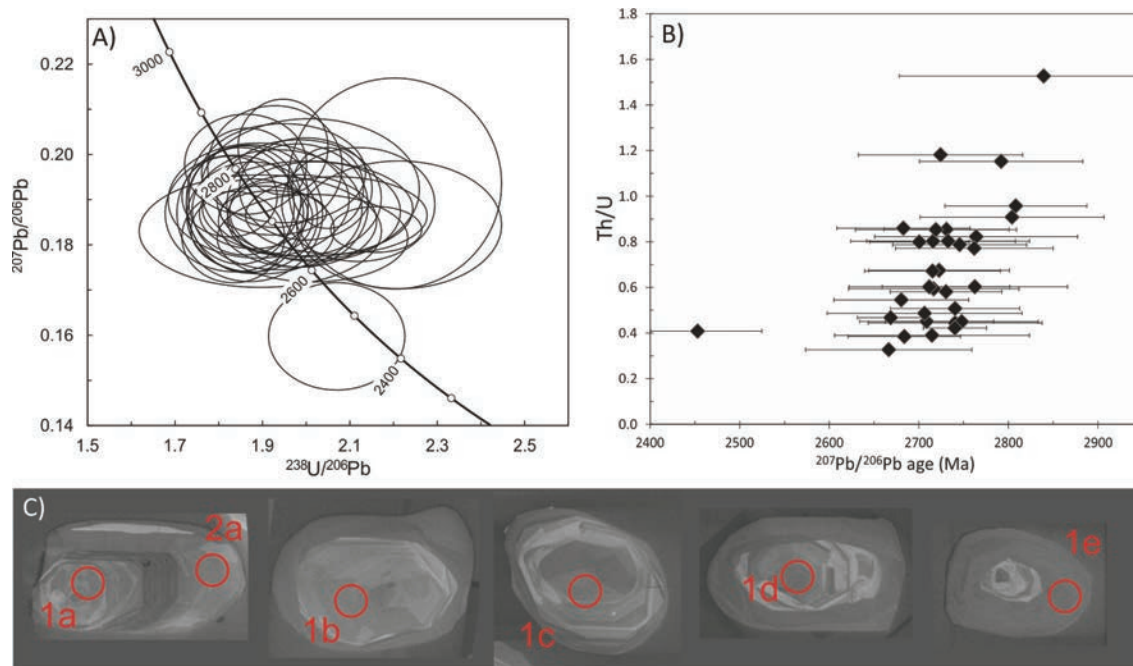 A)
0.22
0.20
0.18
0.16
0.14
²⁰⁷Pb/²⁰⁶Pb
3000
2800
2600
2400
1.5 1.7 1.9 2.1 2.3 2.5
²³⁸U/²⁰⁶Pb
B)
1.8
1.6
1.4
1.2
1.0
0.8
0.6
0.4
0.2
0.0
Th/U
2400 2500 2600 2700 2800 2900
²⁰⁷Pb/²⁰⁶Pb age (Ma)
C)
1a 2a 1b 1c 1d 1e